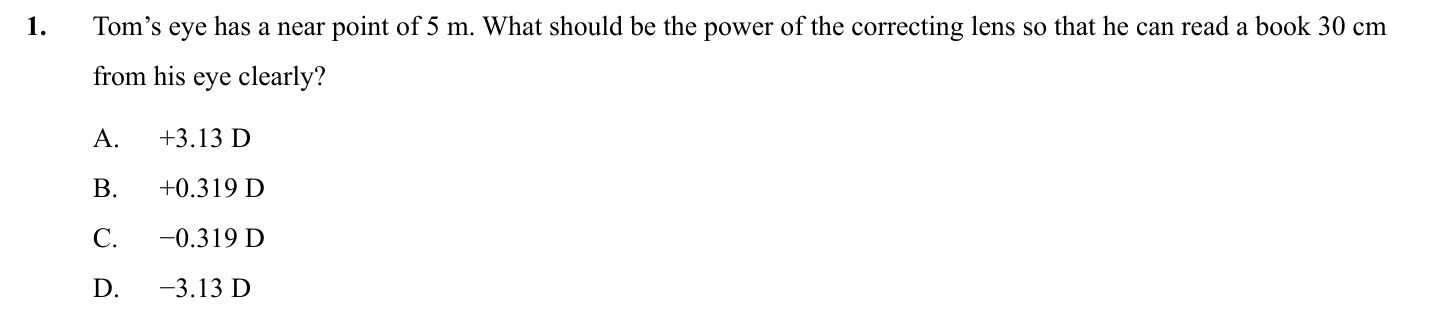 1. Tom’s eye has a near point of 5 m. What should be the power of the correcting lens so that he can read a book 30 cm
from his eye clearly?
A. +3.13 D
B. +0.319 D
C. −0.319 D
D. −3.13 D